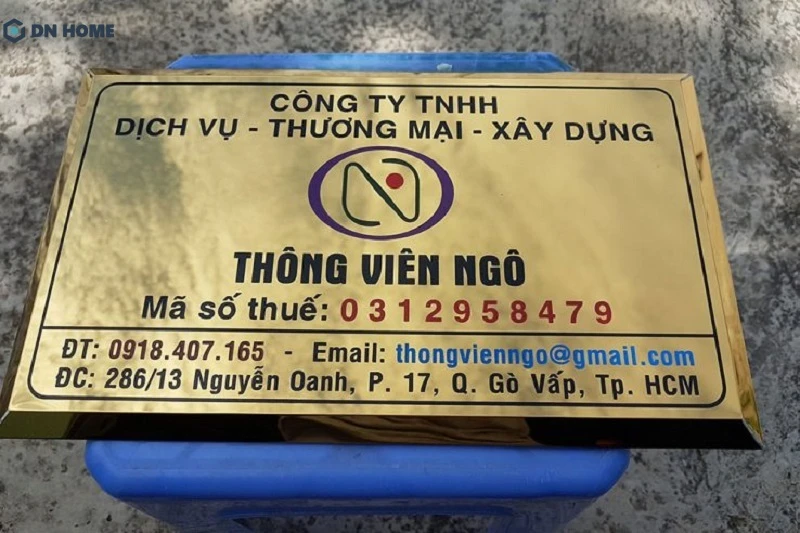 DN HOME
CÔNG TY TNHH
DỊCH VỤ - THƯƠNG MẠI - XÂY DỰNG
THÔNG VIÊN NGÔ
Mã số thuế: 0312958479
ĐT: 0918.407.165 - Email: thongvienngo@gmail.com
ĐC: 286/13 Nguyễn Oanh, P. 17, Q. Gò Vấp, Tp. HCM